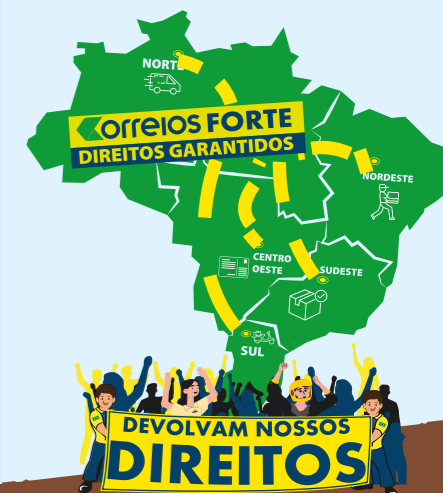 NORTE
Correios FORTE
DIREITOS GARANTIDOS
NORDESTE
CENTRO
OESTE
SUDESTE
SUL
DEVOLVAM NOSSOS
DIREITOS